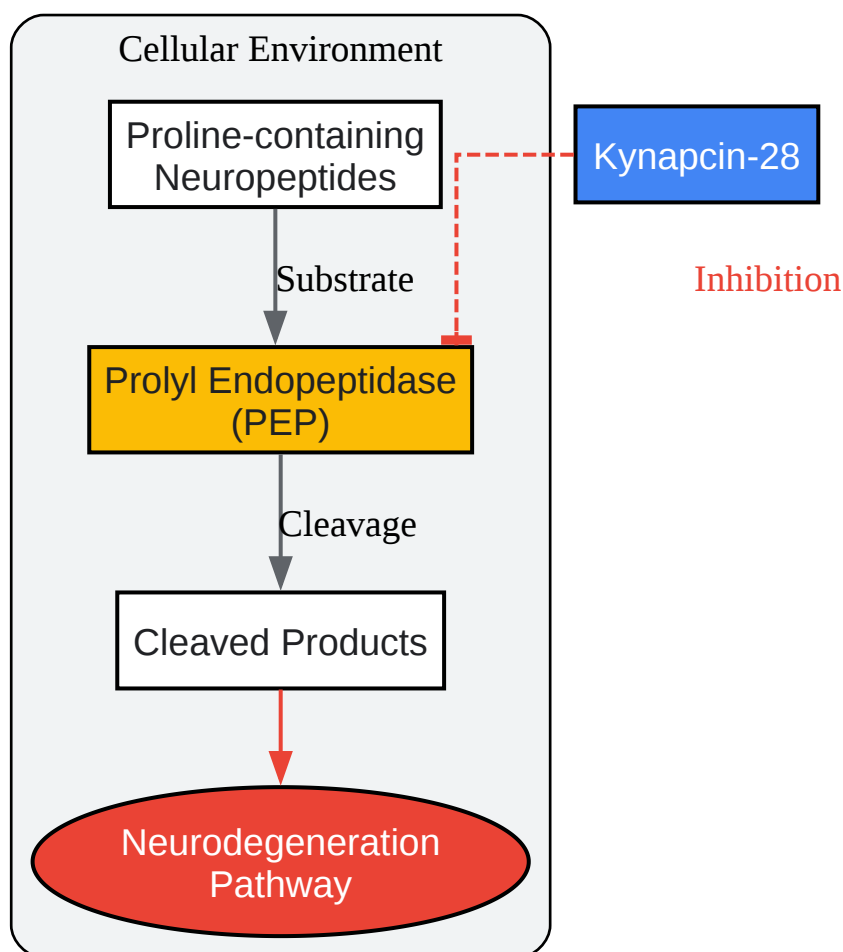 Cellular Environment
Proline-containing
Neuropeptides
Kynapcin-28
Substrate
Inhibition
Prolyl Endopeptidase
(PEP)
Cleavage
Cleaved Products
Neurodegeneration
Pathway